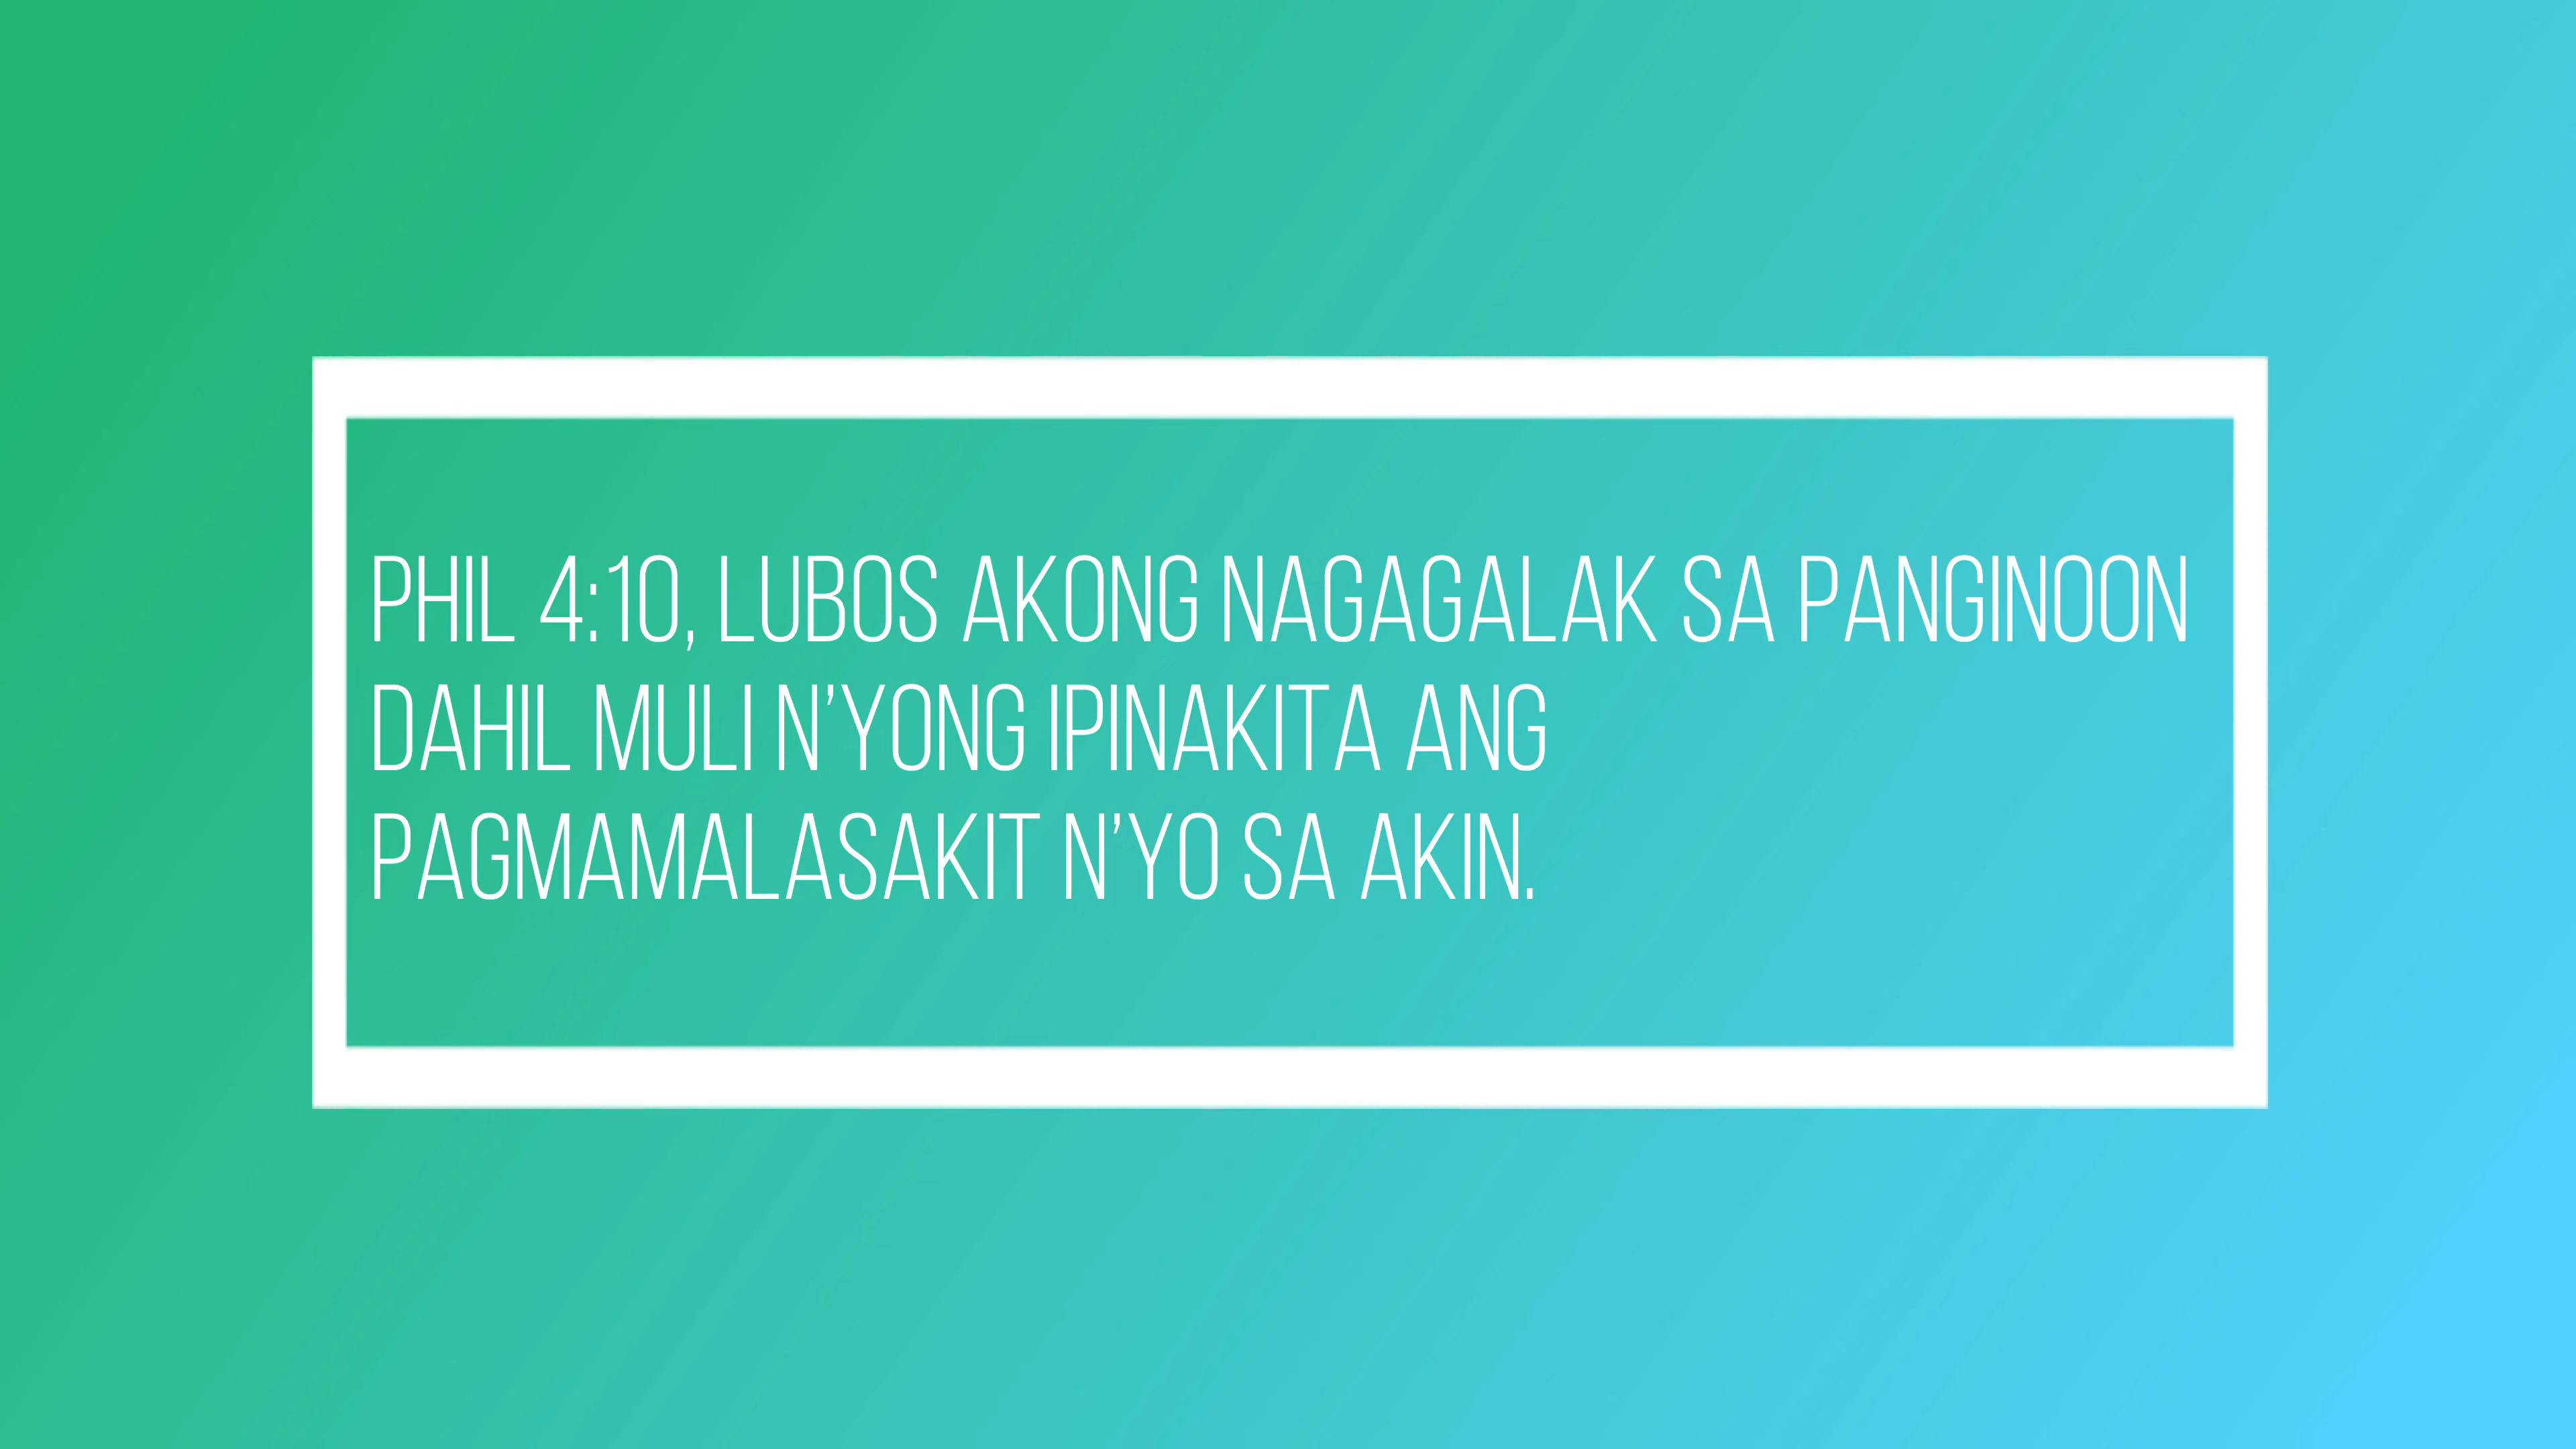 PHIL 4:10, LUBOS AKONG NAGAGALAK SA PANGINOON
DAHIL MULI N’YONG IPINAKITA ANG
PAGMAMALASAKIT N’YO SA AKIN.